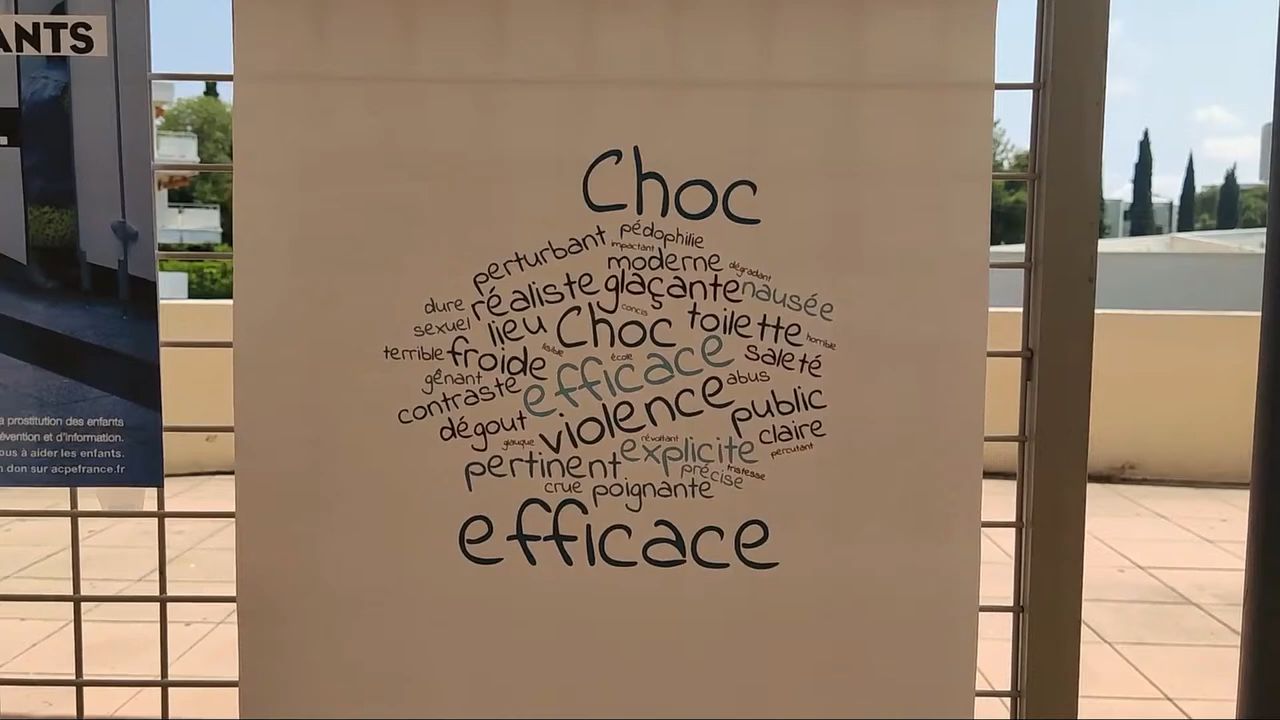 ANTS
a prostitution des enfants
évention et d'information.
ous à aider les enfants.
n don sur acpefrance.fr
Choc
perturbant pédophilie
impactant
moderne dégradant
dure réaliste glaçante nausée
concis
sexuel lieu Choc toilette horrible
terrible froide école efficace saleté
gênant abus
contraste violence public
dégout claire
glauque révoltant explicite percutant
pertinent précise tristesse
crue poignante
efficace